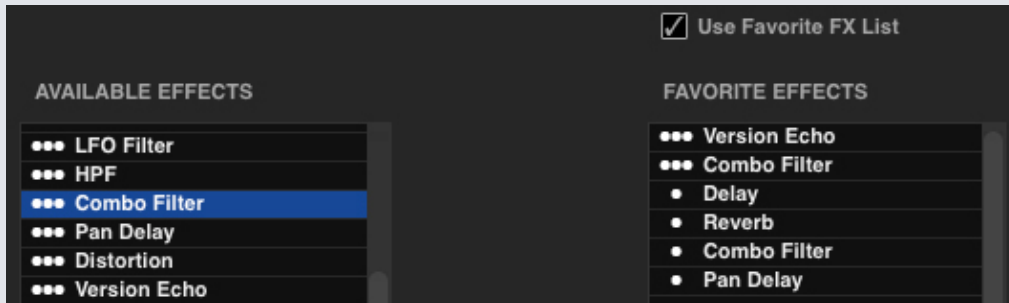 Use Favorite FX List
AVAILABLE EFFECTS
LFO Filter
HPF
Combo Filter
Pan Delay
Distortion
Version Echo
FAVORITE EFFECTS
Version Echo
Combo Filter
Delay
Reverb
Combo Filter
Pan Delay